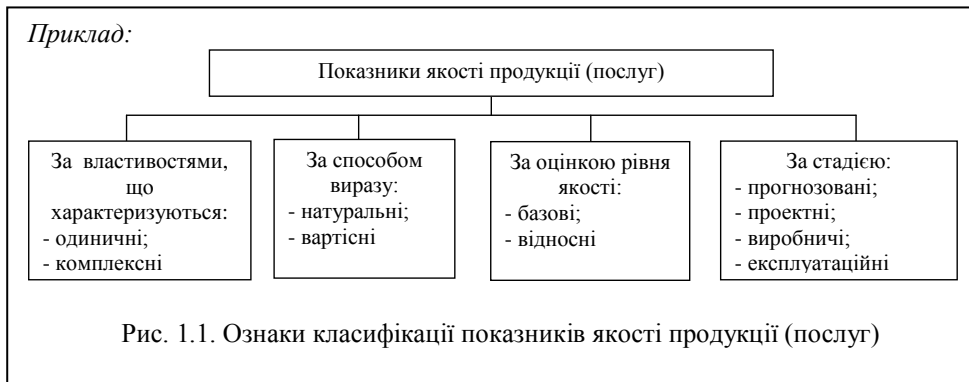 Приклад:
Показники якості продукції (послуг)
За властивостями,
що
характеризуються:
- одиничні;
- комплексні
За способом
виразу:
- натуральні;
- вартісні
За оцінкою рівня
якості:
- базові;
- відносні
За стадією:
- прогнозовані;
- проектні;
- виробничі;
- експлуатаційні
Рис. 1.1. Ознаки класифікації показників якості продукції (послуг)